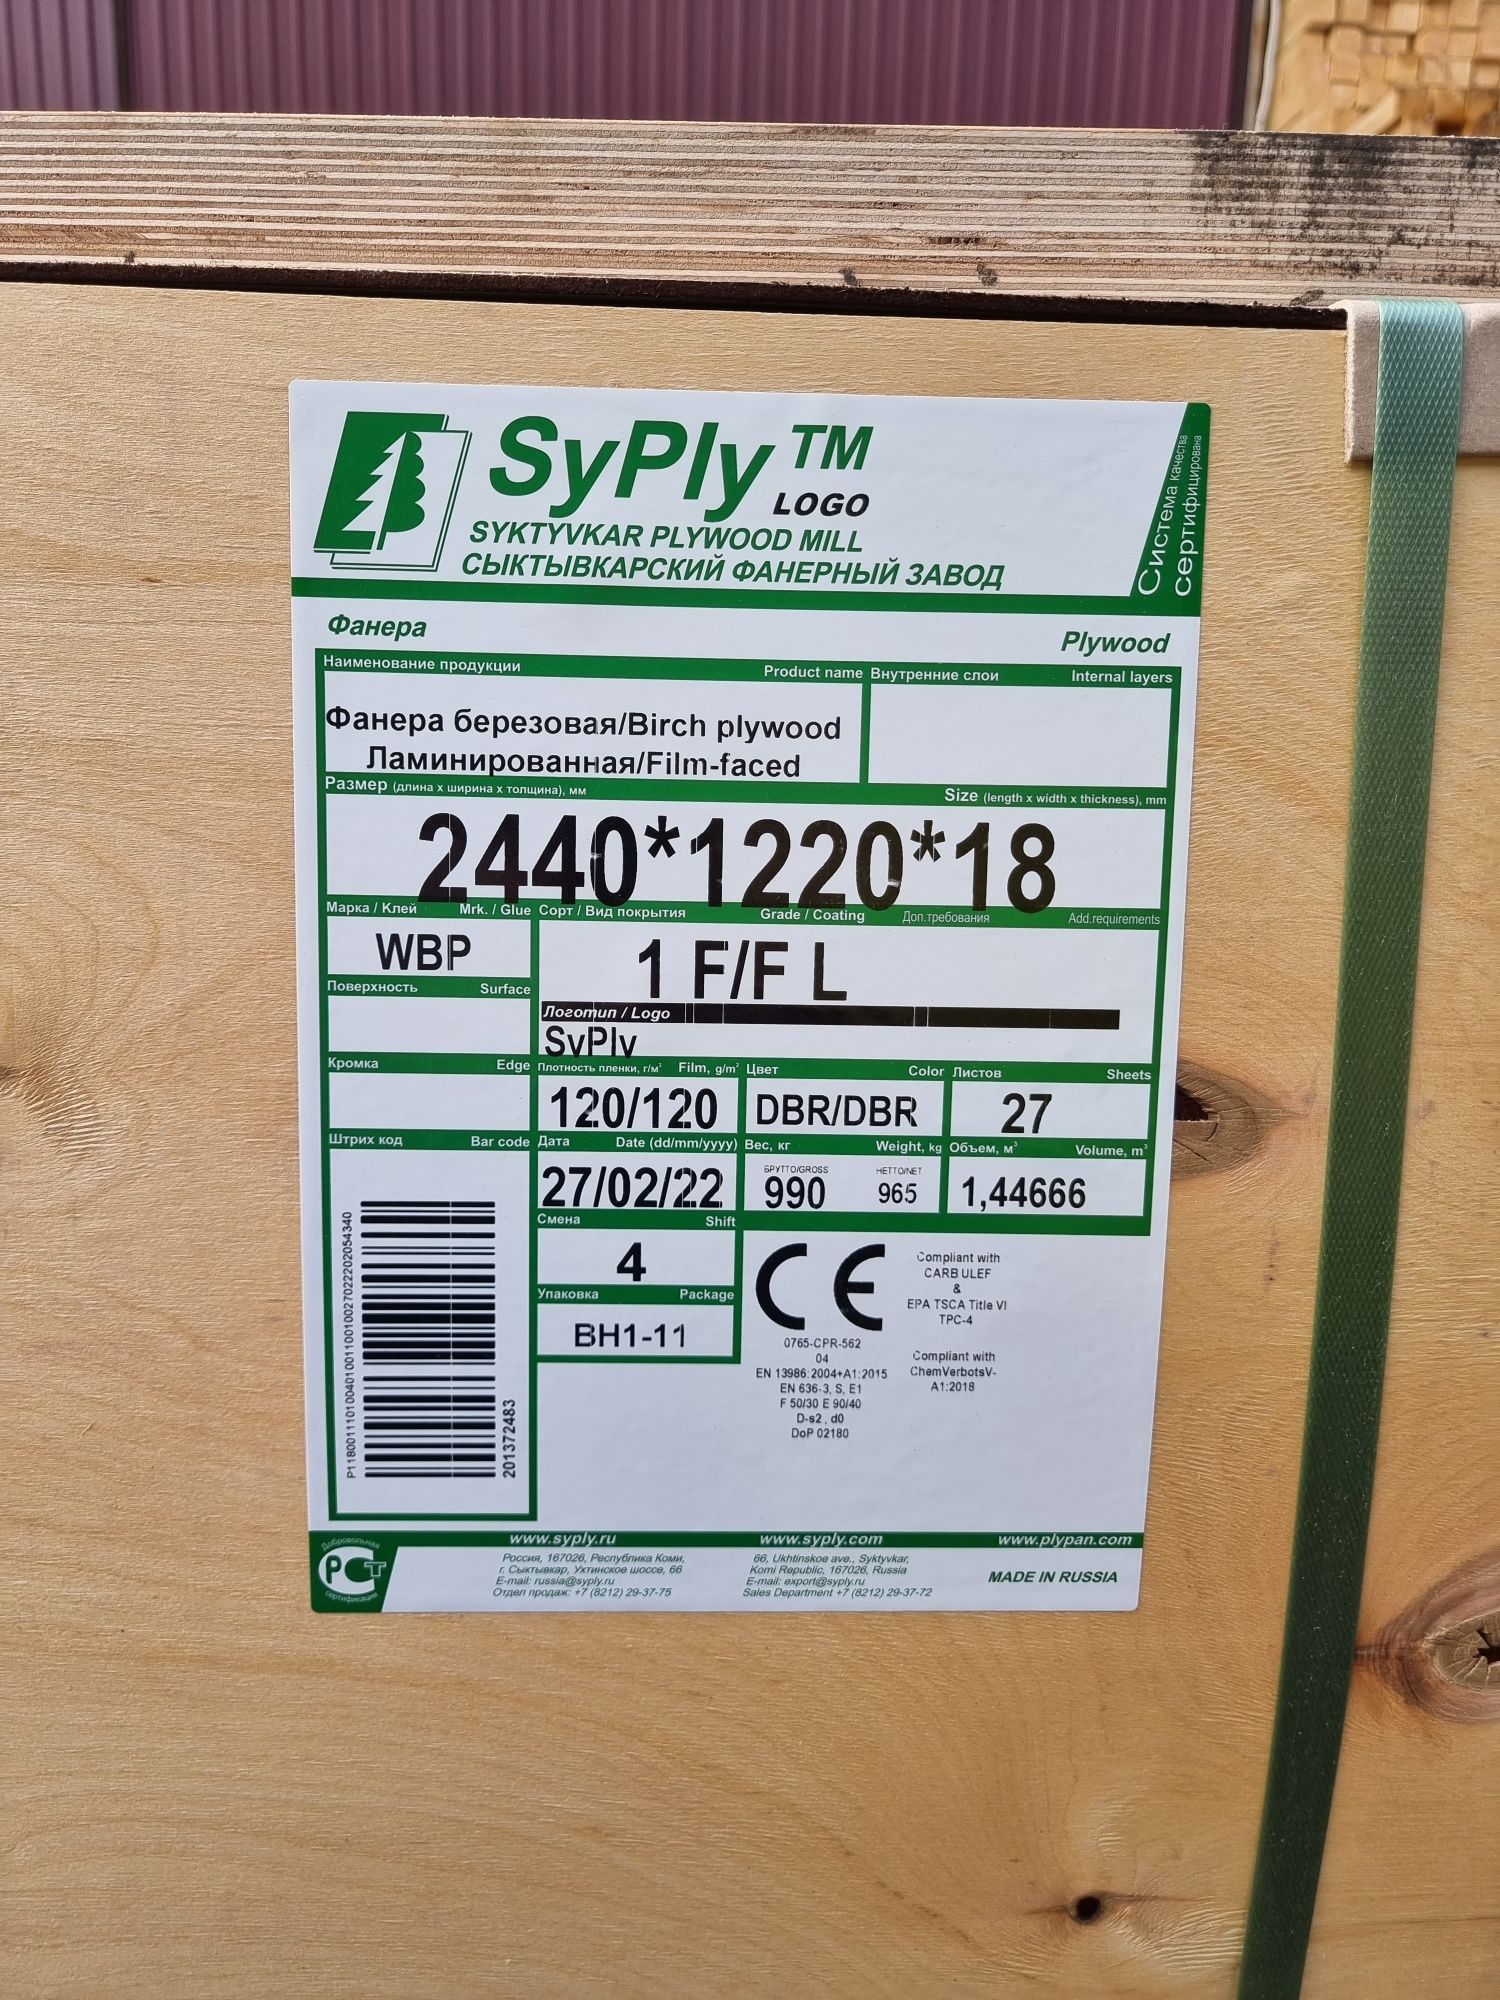 SyPly TM
LOGO
SYKTYVKAR PLYWOOD MILL
СЫКТЫВКАРСКИЙ ФАНЕРНЫЙ ЗАВОД
Система качества
сертифицирована
Фанера Plywood
Наименование продукции Product name Внутренние слои Internal layers
Фанера березовая/Birch plywood
Ламинированная/Film-faced
Размер (длина х ширина х толщина), мм Size (length x width x thickness), mm
2440*1220*18
Марка / Клей Mrk. / Glue Сорт / Вид покрытия Grade / Coating Доп.требования Add.requirements
WBP 1 F/F L
Поверхность Surface
Логотип / Logo
SyPly
Кромка Edge Плотность пленки, г/м² Film, g/m² Цвет Color Листов Sheets
120/120 DBR/DBR 27
Штрих код Bar code Дата Date (dd/mm/yyyy) Вес, кг Weight, kg Объем, м³ Volume, m³
БРУТТО/GROSS НЕТТО/NET
27/02/22 990 965 1,44666
Смена Shift
4
Упаковка Package
BH1-11
201372483
0765-CPR-562
04
EN 13986:2004+A1:2015
EN 636-3, S, E1
F 50/30 E 90/40
D-s2 , d0
DoP 02180
Compliant with
CARB ULEF
&
EPA TSCA Title VI
TPC-4
Compliant with
ChemVerbotsV-
A1:2018
CE
www.syply.ru www.syply.com www.plypan.com
Добровольная
РСТ
сертификация
Россия, 167026, Республика Коми,
г. Сыктывкар, Ухтинское шоссе, 66
E-mail: russia@syply.ru
Отдел продаж: +7 (8212) 29-37-75
66, Ukhtinskoe ave., Syktyvkar,
Komi Republic, 167026, Russia
E-mail: export@syply.ru
Sales Department +7 (8212) 29-37-72
MADE IN RUSSIA